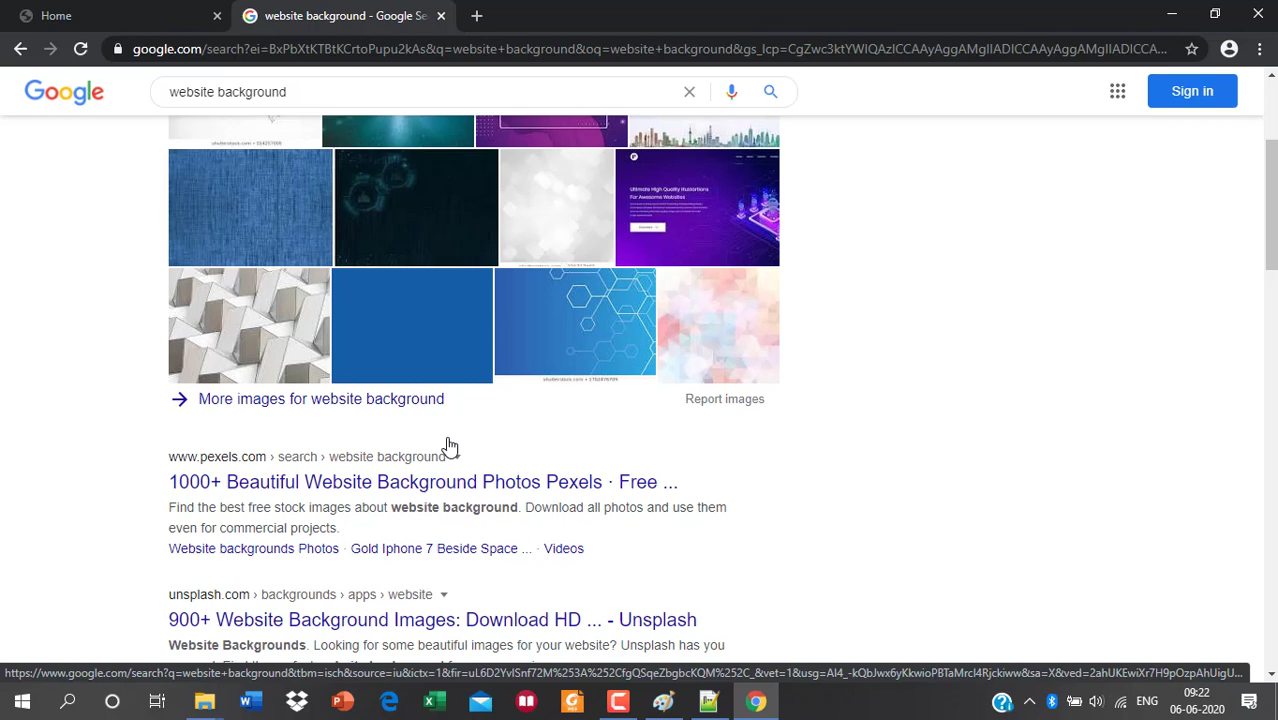 Home
website background - Google Se
google.com/search?ei=BxPbXtKTBtKCrtoPupu2kAs&q=website+background&oq=website+background&gs_lcp=CgZwc3ktYWIQAzICCAAyAggAMgIIADICCAAyAggAMgIIADICCAAyAggAMgIIADICC...
Google
website background
Sign in
Ultimate High Quality Illustrations
For Awesome Websites
More images for website background
Report images
www.pexels.com › search › website background
1000+ Beautiful Website Background Photos Pexels · Free ...
Find the best free stock images about website background. Download all photos and use them
even for commercial projects.
Website backgrounds Photos · Gold Iphone 7 Beside Space ... · Videos
unsplash.com › backgrounds › apps › website
900+ Website Background Images: Download HD ... - Unsplash
Website Backgrounds. Looking for some beautiful images for your website? Unsplash has you
https://www.google.com/search?q=website+background&tbm=isch&source=iu&ictx=1&fir=uL6D2YvISnf72M%253A%252CfgQSqeZbgbcKQM%252C_&vet=1&usg=AI4_-kQbJwx6yKkwioPBTaMrcI4Rjckiww&sa=X&ved=2ahUKEwiXr7H9pOzpAhUigU...
ENG
09:22
06-06-2020